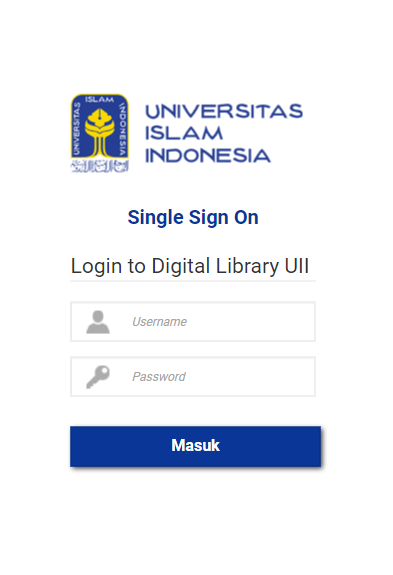 ISLAM
UNIVERSITAS
INDONESIA
UNIVERSITAS
ISLAM
INDONESIA
Single Sign On
Login to Digital Library UII
Username
Password
Masuk